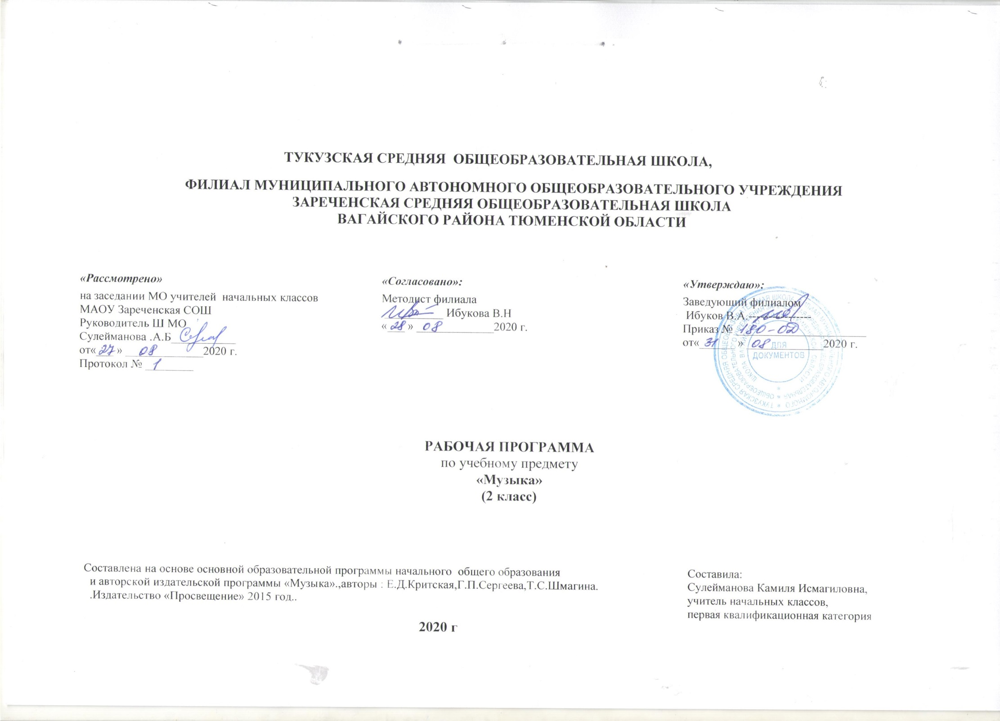 ТУКУЗСКАЯ СРЕДНЯЯ ОБЩЕОБРАЗОВАТЕЛЬНАЯ ШКОЛА,
ФИЛИАЛ МУНИЦИПАЛЬНОГО АВТОНОМНОГО ОБЩЕОБРАЗОВАТЕЛЬНОГО УЧРЕЖДЕНИЯ
ЗАРЕЧЕНСКАЯ СРЕДНЯЯ ОБЩЕОБРАЗОВАТЕЛЬНАЯ ШКОЛА
ВАГАЙСКОГО РАЙОНА ТЮМЕНСКОЙ ОБЛАСТИ
«Рассмотрено»
на заседании МО учителей начальных классов
МАОУ Зареченская СОШ
Руководитель Ш МО
Сулейманова .А.Б____________
от«27» 08 2020 г.
Протокол № 1
«Согласовано»:
Методист филиала
__________ Ибукова В.Н
«28» 08 2020 г.
«Утверждаю»:
Заведующий филиалом
Ибуков В.А.----------------
Приказ № 180-ОД
от«31» 08 2020 г.
ДЛЯ
ДОКУМЕНТОВ
РАБОЧАЯ ПРОГРАММА
по учебному предмету
«Музыка»
(2 класс)
Составлена на основе основной образовательной программы начального общего образования
и авторской издательской программы «Музыка».,авторы : Е.Д.Критская,Г.П.Сергеева,Т.С.Шмагина.
.Издательство «Просвещение» 2015 год..
Составила:
Сулейманова Камиля Исмагиловна,
учитель начальных классов,
первая квалификационная категория
2020 г